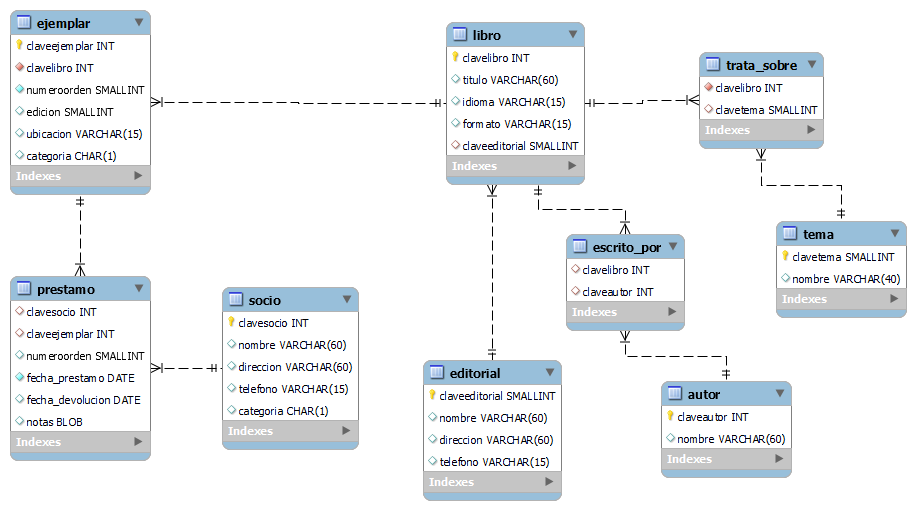 ejemplar
claveejemplar INT
clavelibro INT
numeroorden SMALLINT
edicion SMALLINT
ubicacion VARCHAR(15)
categoria CHAR(1)
Indexes
libro
clavelibro INT
titulo VARCHAR(60)
idioma VARCHAR(15)
formato VARCHAR(15)
claveeditorial SMALLINT
Indexes
trata_sobre
clavelibro INT
clavetema SMALLINT
Indexes
tema
clavetema SMALLINT
nombre VARCHAR(40)
Indexes
escrito_por
clavelibro INT
claveautor INT
Indexes
prestamo
clavesocio INT
claveejemplar INT
numeroorden SMALLINT
fecha_prestamo DATE
fecha_devolucion DATE
notas BLOB
Indexes
socio
clavesocio INT
nombre VARCHAR(60)
direccion VARCHAR(60)
telefono VARCHAR(15)
categoria CHAR(1)
Indexes
editorial
claveeditorial SMALLINT
nombre VARCHAR(60)
direccion VARCHAR(60)
telefono VARCHAR(15)
Indexes
autor
claveautor INT
nombre VARCHAR(60)
Indexes